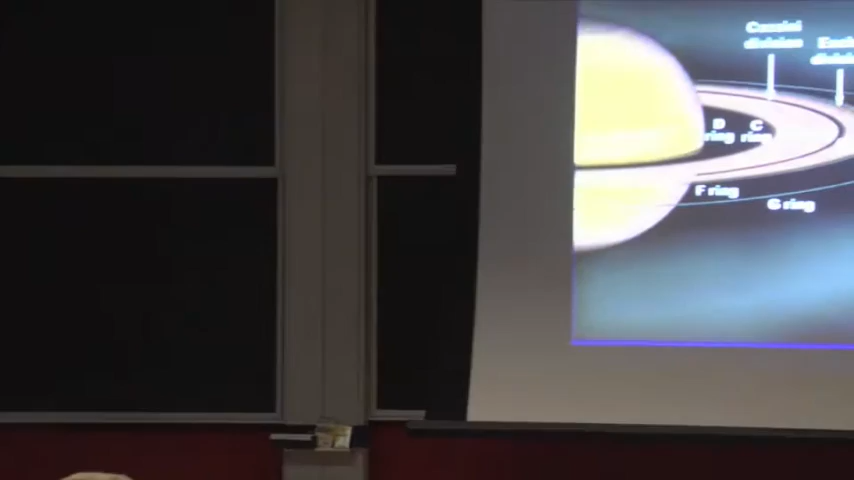 Cassini
division
D
ring
C
ring
F ring
G ring